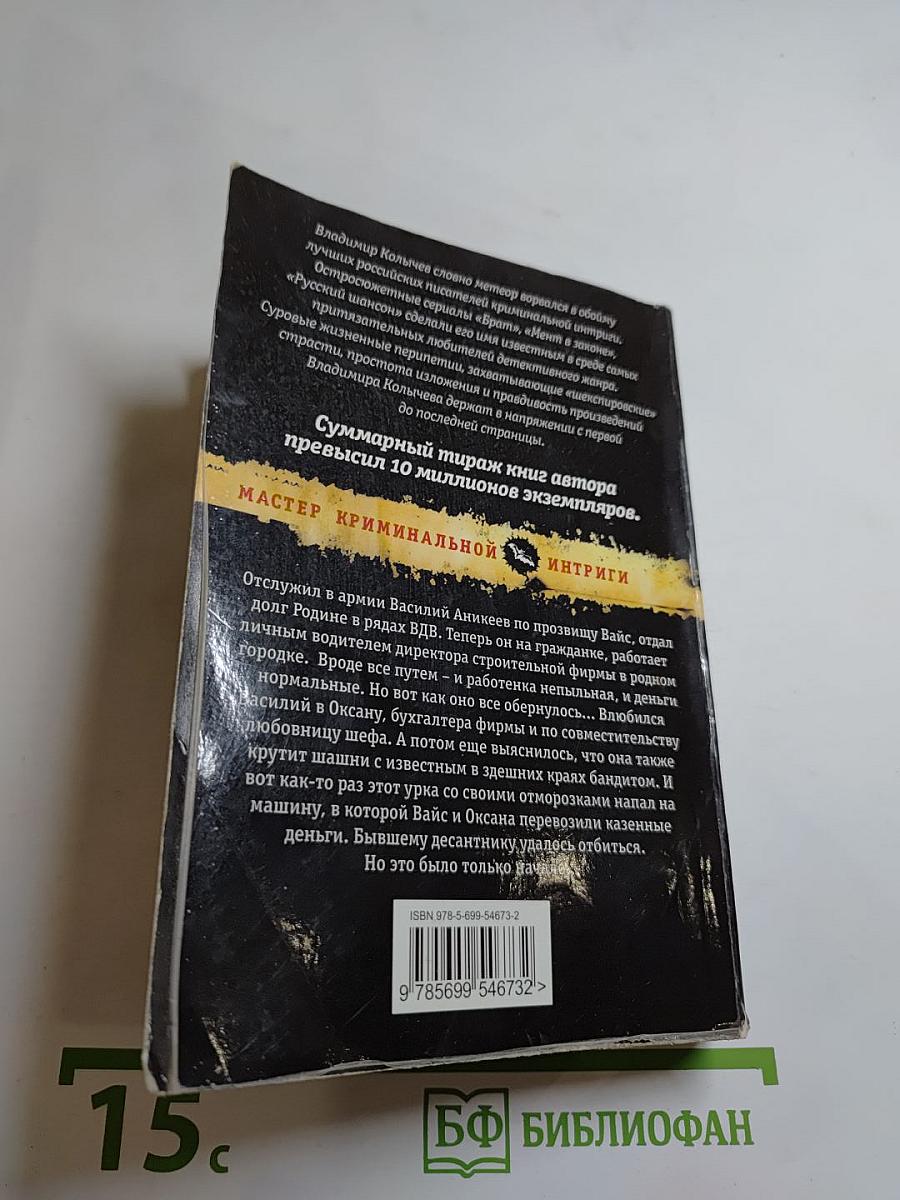 Владимир Колычев словно метеор ворвался в обойму
лучших российских писателей криминальной интриги.
Остросюжетные сериалы «Брат», «Мент в законе»,
«Русский шансон» сделали его имя известным в среде самых
притязательных любителей детективного жанра.
Суровые жизненные перипетии, захватывающие «шекспировские»
страсти, простота изложения и правдивость произведений
Владимира Колычева держат в напряжении с первой
до последней страницы.
Суммарный тираж книг автора
превысил 10 миллионов экземпляров.
МАСТЕР КРИМИНАЛЬНОЙ ИНТРИГИ
Отслужил в армии Василий Аникеев по прозвищу Вайс, отдал
долг Родине в рядах ВДВ. Теперь он на гражданке, работает
личным водителем директора строительной фирмы в родном
городке. Вроде все путем – и работенка непыльная, и деньги
нормальные. Но вот как оно все обернулось... Влюбился
Василий в Оксану, бухгалтера фирмы и по совместительству
любовницу шефа. А потом еще выяснилось, что она также
крутит шашни с известным в здешних краях бандитом. И
вот как-то раз этот урка со своими отморозками напал на
машину, в которой Вайс и Оксана перевозили казенные
деньги. Бывшему десантнику удалось отбиться.
Но это было только начало
ISBN 978-5-699-54673-2
9 785699 546732 >
15 с
БФ БИБЛИОФАН